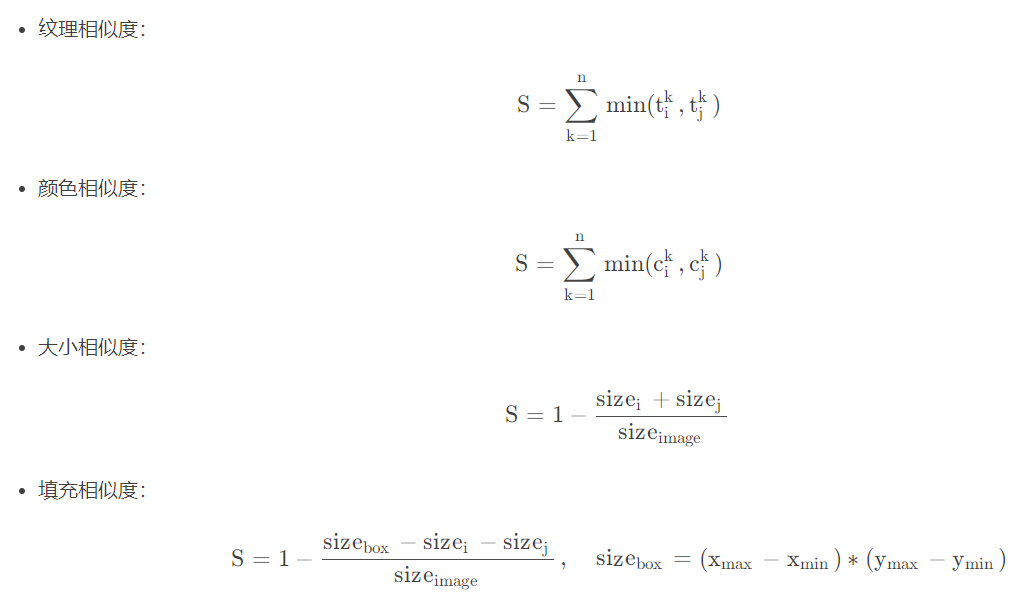 • 纹理相似度：
S = \sum_{k=1}^{n} min(t_i^k, t_j^k)
• 颜色相似度：
S = \sum_{k=1}^{n} min(c_i^k, c_j^k)
• 大小相似度：
S = 1 - \frac{size_i + size_j}{size_{image}}
• 填充相似度：
S = 1 - \frac{size_{box} - size_i - size_j}{size_{image}}, size_{box} = (x_{max} - x_{min}) * (y_{max} - y_{min})